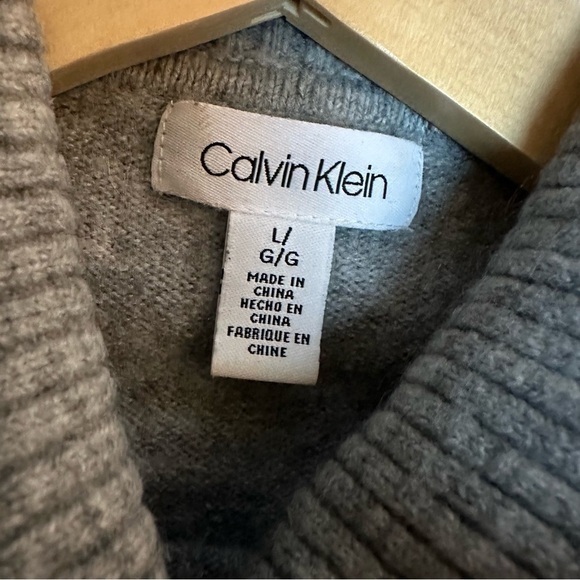 Calvin Klein
L/
G/G
MADE IN
CHINA
HECHO EN
CHINA
FABRIQUE EN
CHINE